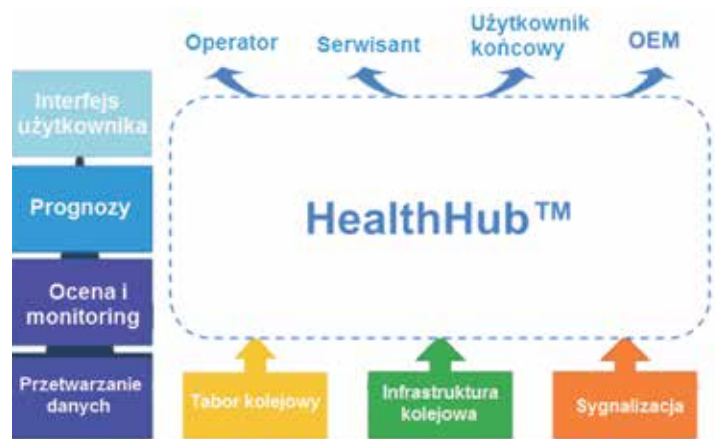 Operator
Serwisant
Użytkownik
końcowy
OEM
Interfejs
użytkownika
Prognozy
Ocena i
monitoring
Przetwarzanie
danych
HealthHub™
Tabor kolejowy
Infrastruktura
kolejowa
Sygnalizacja